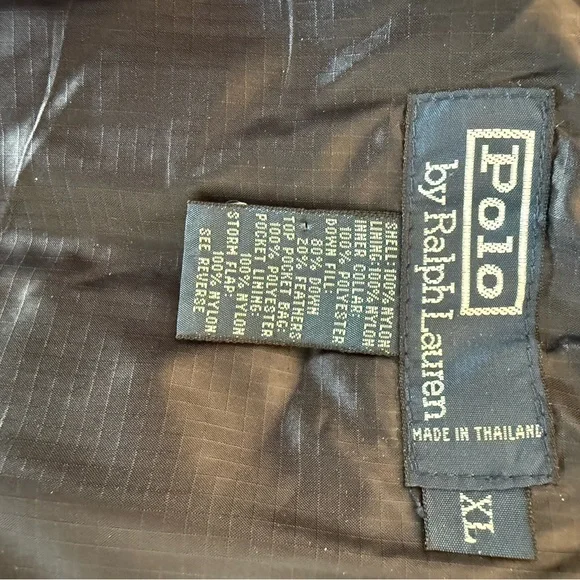 Polo
by Ralph Lauren
MADE IN THAILAND
XL
SHELL: 100% NYLON
LINING: 100% NYLON
INNER COLLAR:
100% POLYESTER
DOWN FILL:
80% DOWN
20% FEATHERS
TOP POCKET BAG:
100% POLYESTER
POCKET LINING:
100% NYLON
STORM FLAP:
100% NYLON
SEE REVERSE